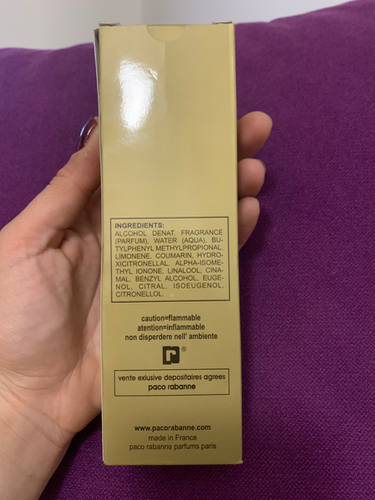 INGREDIENTS:
ALCOHOL DENAT. FRAGRANCE
(PARFUM), WATER (AQUA), BU-
TYLPHENYL METHYLPROPIONAL,
LIMONENE, COUMARIN, HYDRO-
XICITRONELLAL ALPHA-ISOME-
THYL IONONE, LINALOOL, CINA-
MAL, BENZYL ALCOHOL, EUGE-
NOL, CITRAL, ISOEUGENOL,
CITRONELLOL.
caution=flammable
atention=inflammable
non disperdere nell' ambiente
®
vente exlusive depositaires agrees
paco rabanne
www.pacorabanne.com
made in France
paco rabanne parfums paris